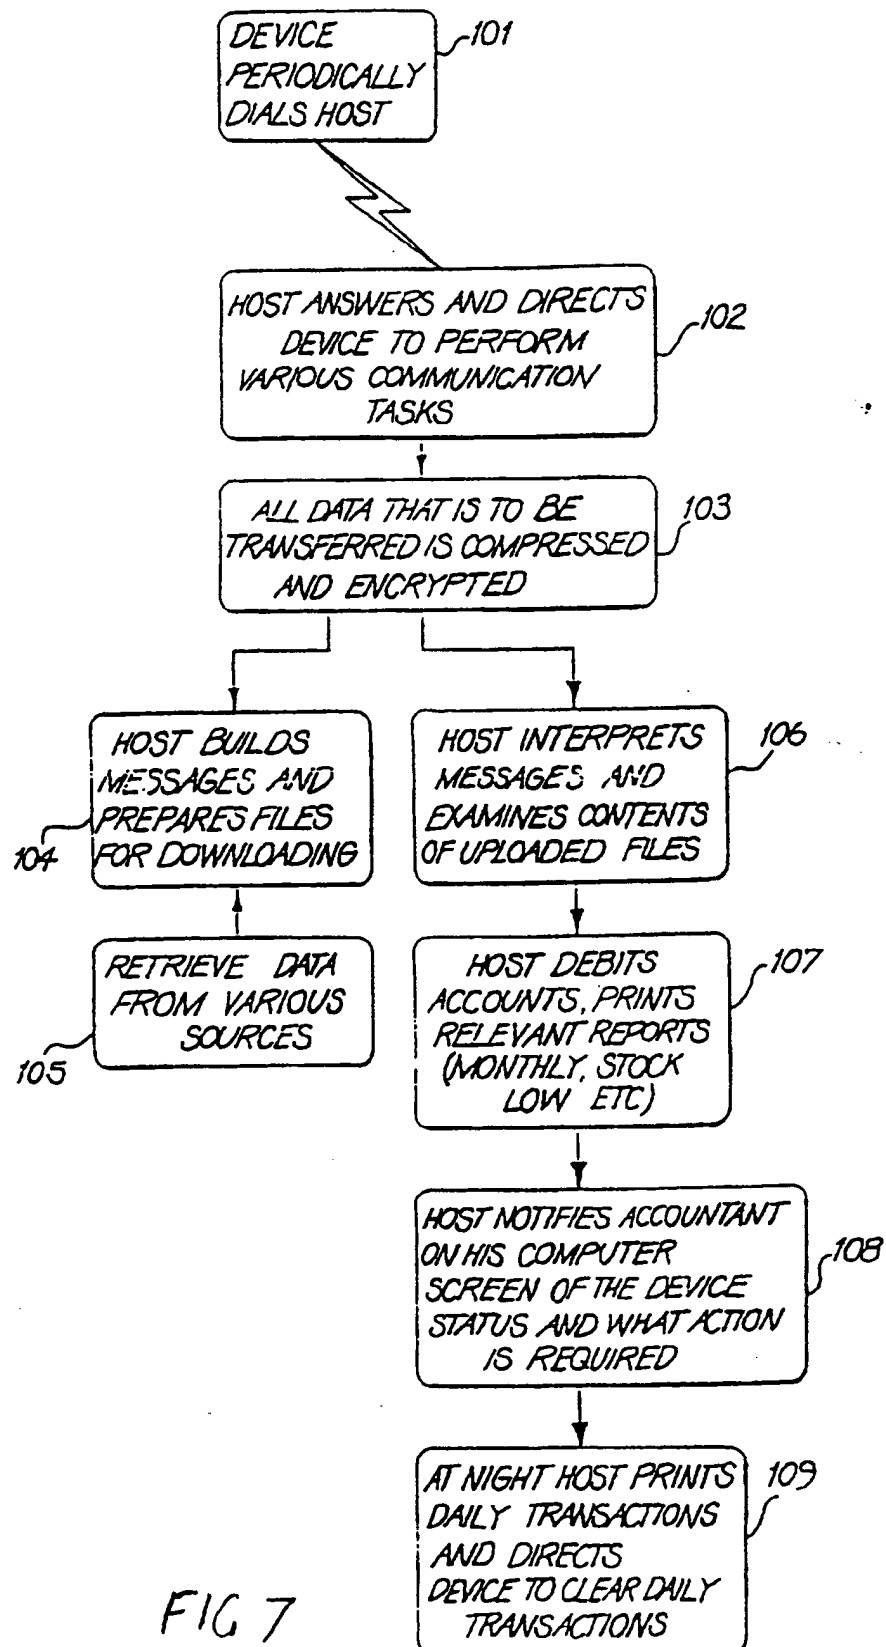 DEVICE
PERIODICALLY
DIALS HOST
101
HOST ANSWERS AND DIRECTS
DEVICE TO PERFORM
VARIOUS COMMUNICATION
TASKS
102
ALL DATA THAT IS TO BE
TRANSFERRED IS COMPRESSED
AND ENCRYPTED
103
HOST BUILDS
MESSAGES AND
PREPARES FILES
FOR DOWNLOADING
104
RETRIEVE DATA
FROM VARIOUS
SOURCES
105
HOST INTERPRETS
MESSAGES AND
EXAMINES CONTENTS
OF UPLOADED FILES
106
HOST DEBITS
ACCOUNTS, PRINTS
RELEVANT REPORTS
(MONTHLY, STOCK
LOW ETC)
107
HOST NOTIFIES ACCOUNTANT
ON HIS COMPUTER
SCREEN OF THE DEVICE
STATUS AND WHAT ACTION
IS REQUIRED
108
AT NIGHT HOST PRINTS
DAILY TRANSACTIONS
AND DIRECTS
DEVICE TO CLEAR DAILY
TRANSACTIONS
109
FIG 7